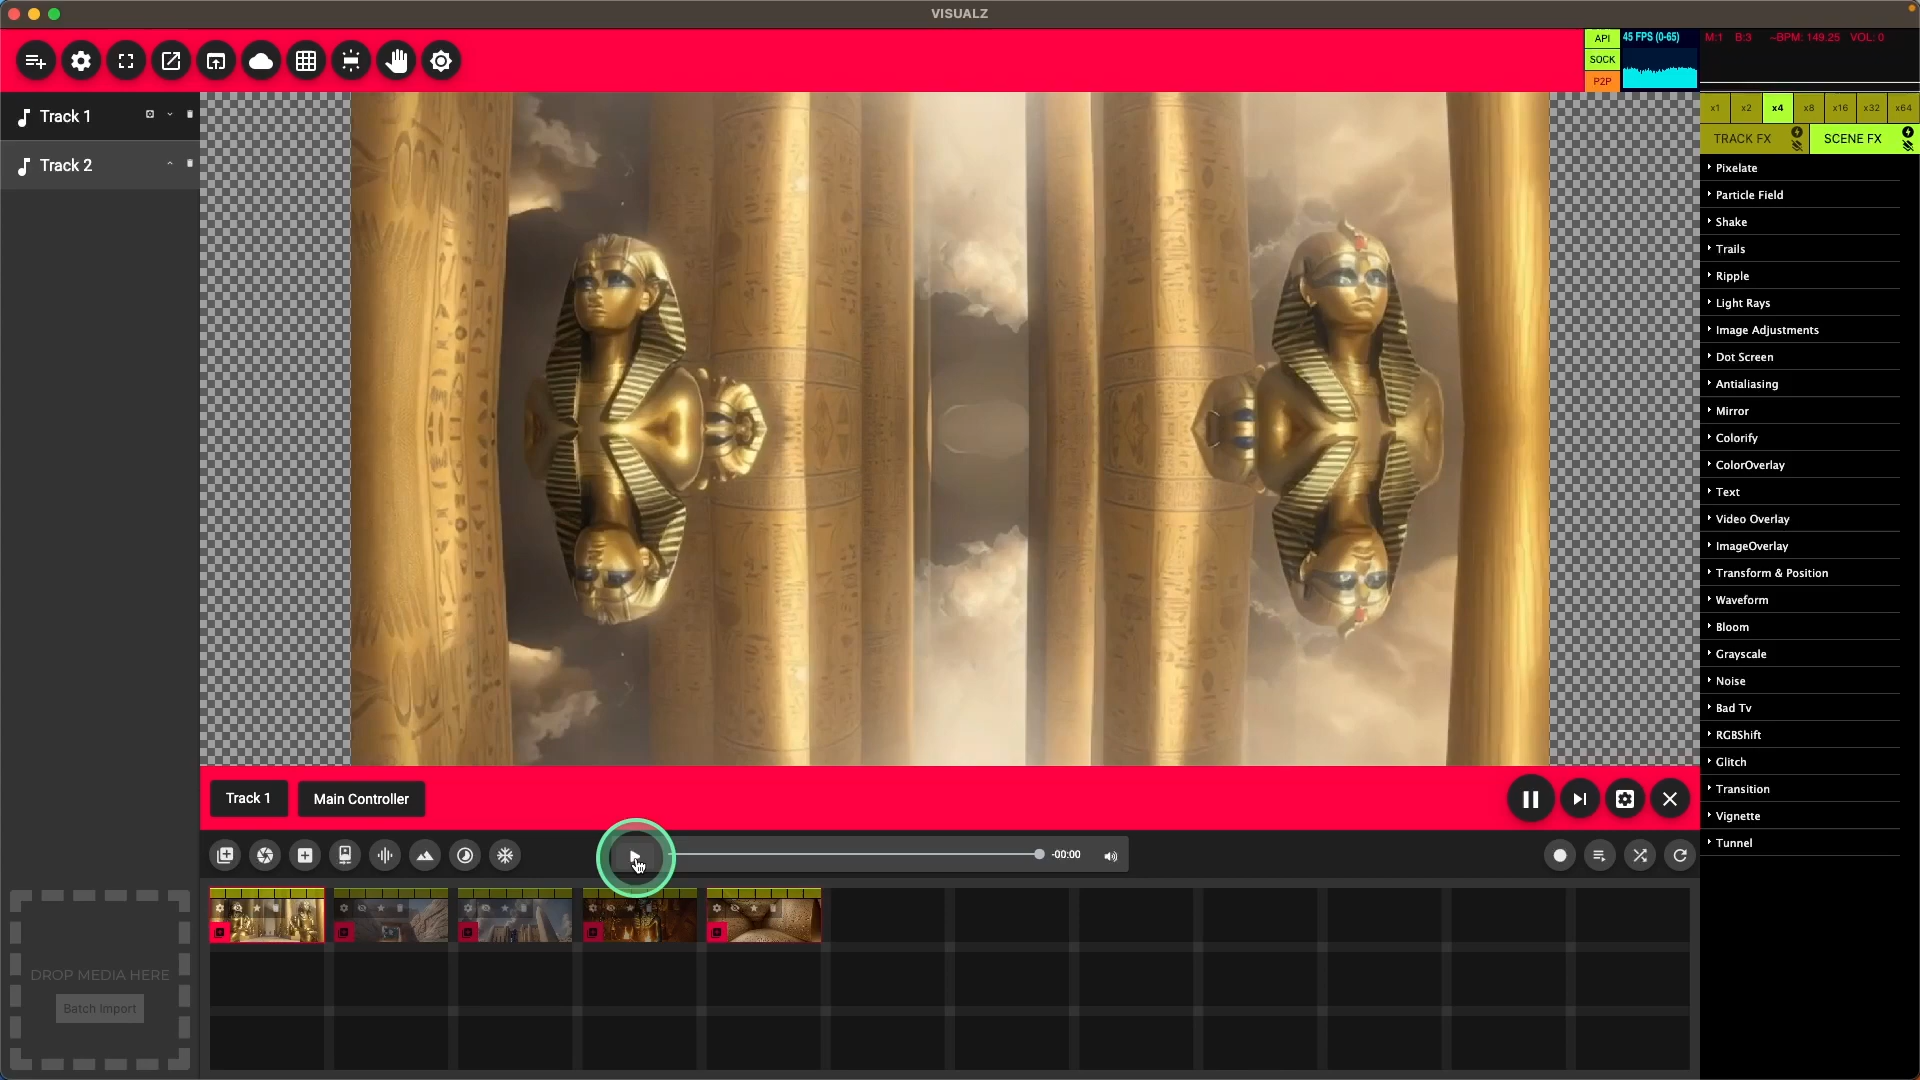 VISUALZ
API
SOCK
P2P
45 FPS (0-65)
M:1 B:3 ~BPM: 149.25 VOL: 0
x1 x2 x4 x8 x16 x32 x64
TRACK FX SCENE FX
Track 1
Track 2
Pixelate
Particle Field
Shake
Trails
Ripple
Light Rays
Image Adjustments
Dot Screen
Antialiasing
Mirror
Colorify
ColorOverlay
Text
Video Overlay
ImageOverlay
Transform & Position
Waveform
Bloom
Grayscale
Noise
Bad Tv
RGBShift
Glitch
Transition
Vignette
Tunnel
Track 1 Main Controller
-00:00
DROP MEDIA HERE
Batch Import